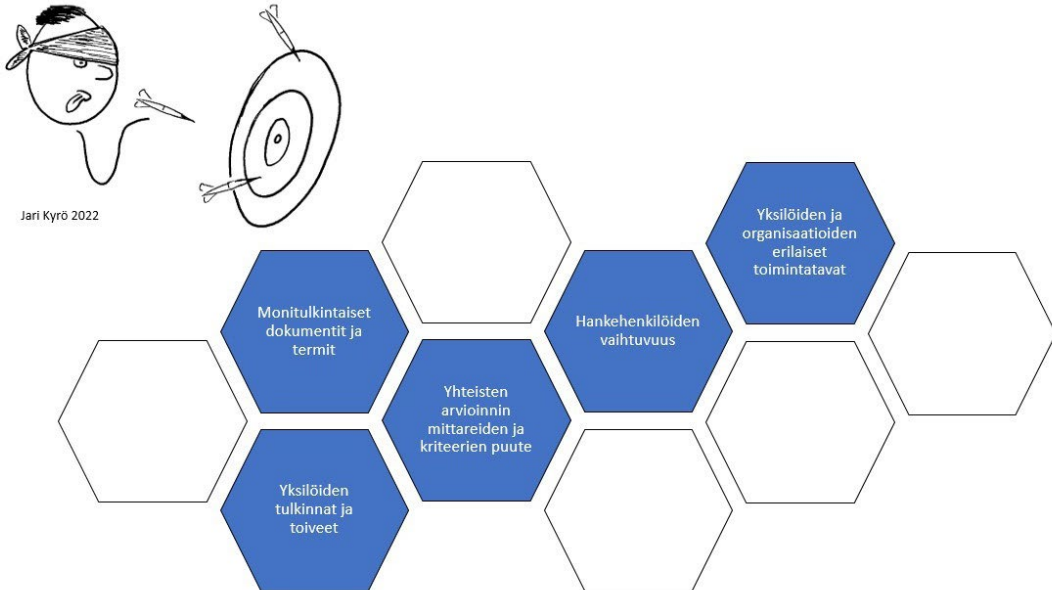 Jari Kyrö 2022
Yksilöiden ja
organisaatioiden
erilaiset
toimintatavat
Monitulkintaiset
dokumentit ja
termit
Hankehenkilöiden
vaihtuvuus
Yhteisten
arvioinnin
mittareiden ja
kriteerien puute
Yksilöiden
tulkinnat ja
toiveet